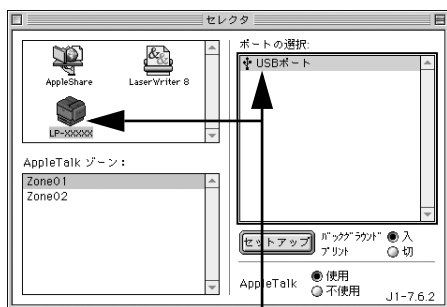 セレクタ
AppleShare
LaserWriter 8
LP-XXXXX
AppleTalk ゾーン：
Zone01
Zone02
ポートの選択:
USBポート
セットアップ
バックグラウンド
プリント
入
切
AppleTalk
使用
不使用
J1-7.6.2